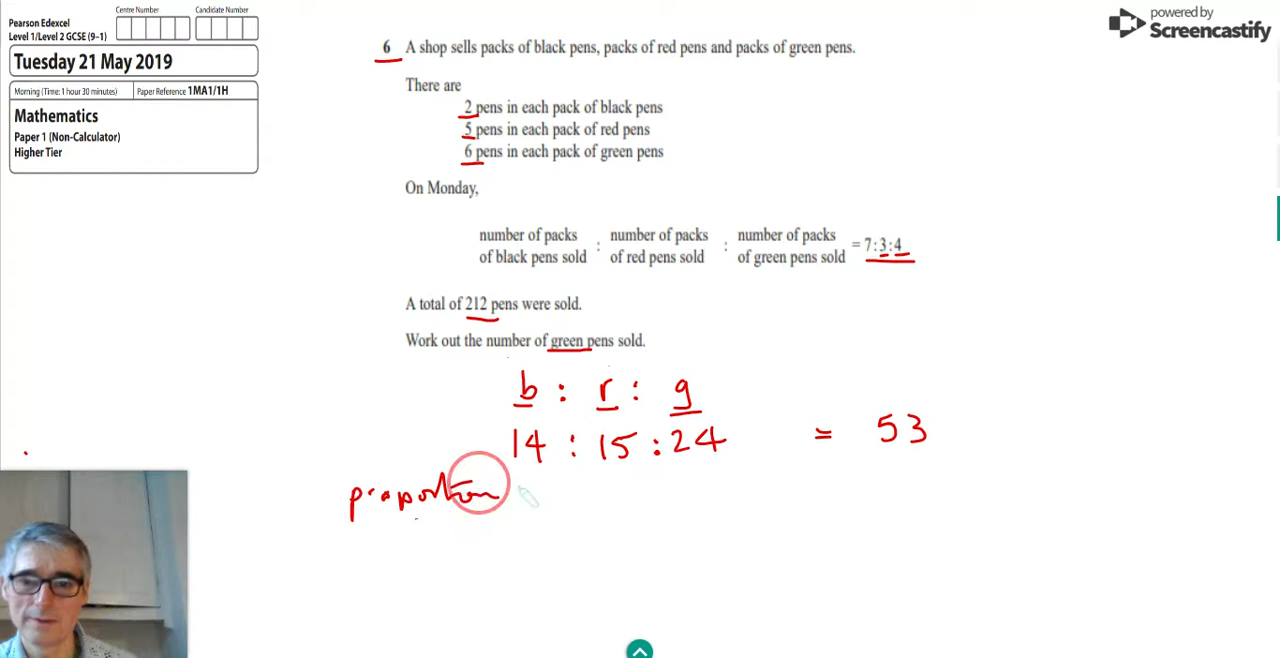 Pearson Edexcel
Level 1/Level 2 GCSE (9–1)
Centre Number
Candidate Number
Tuesday 21 May 2019
Morning (Time: 1 hour 30 minutes)
Paper Reference 1MA1/1H
Mathematics
Paper 1 (Non-Calculator)
Higher Tier
powered by
Screencastify
6 A shop sells packs of black pens, packs of red pens and packs of green pens.
There are
2 pens in each pack of black pens
5 pens in each pack of red pens
6 pens in each pack of green pens
On Monday,
number of packs of black pens sold : number of packs of red pens sold : number of packs of green pens sold = 7:3:4
A total of 212 pens were sold.
Work out the number of green pens sold.
b : r : g
14 : 15 : 24 = 53
proportion